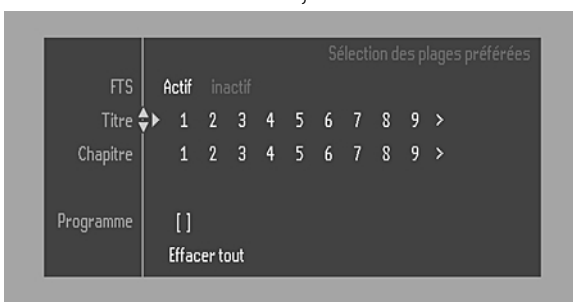 Sélection des plages préférées
FTS Actif inactif
Titre 1 2 3 4 5 6 7 8 9 >
Chapitre 1 2 3 4 5 6 7 8 9 >
Programme [ ]
Effacer tout